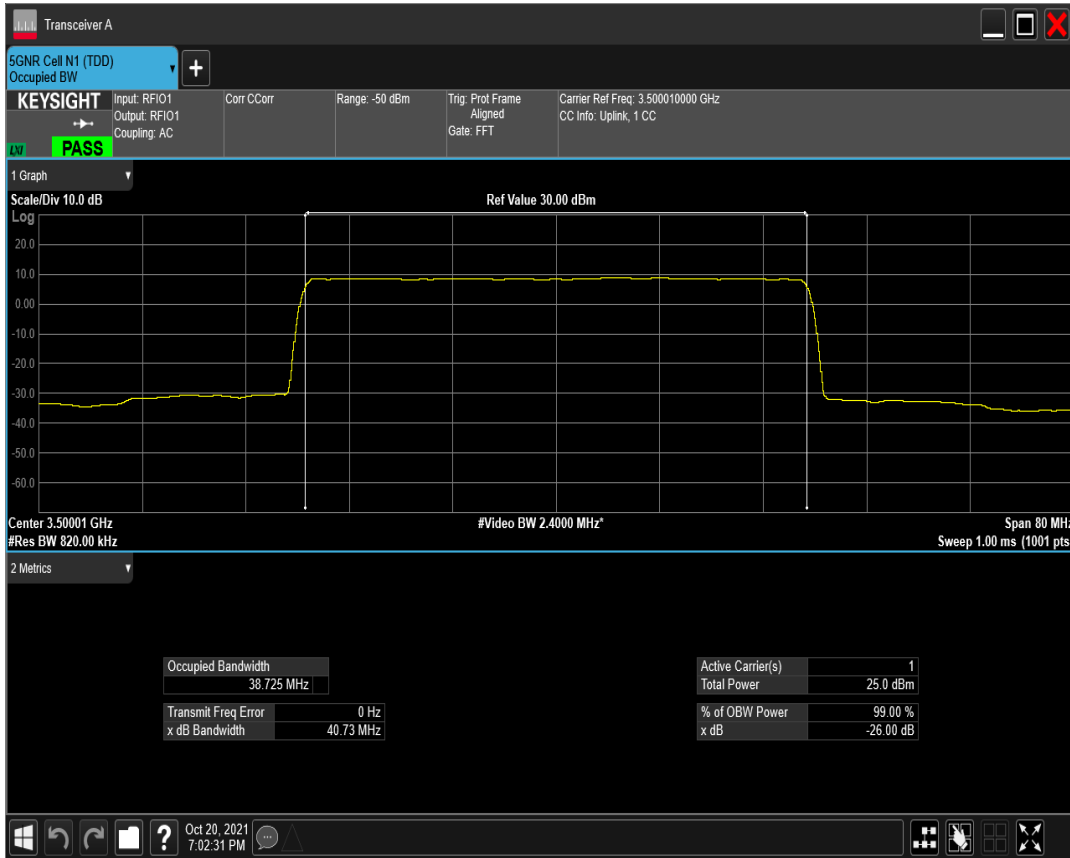 Transceiver A
5GNR Cell N1 (TDD)
Occupied BW
+
KEYSIGHT
LXI
PASS
Input: RFIO1
Output: RFIO1
Coupling: AC
Corr CCorr
Range: -50 dBm
Trig: Prot Frame
Aligned
Gate: FFT
Carrier Ref Freq: 3.500010000 GHz
CC Info: Uplink, 1 CC
1 Graph
Scale/Div 10.0 dB
Ref Value 30.00 dBm
Log
20.0
10.0
0.00
-10.0
-20.0
-30.0
-40.0
-50.0
-60.0
Center 3.50001 GHz
#Video BW 2.4000 MHz*
Span 80 MHz
#Res BW 820.00 kHz
Sweep 1.00 ms (1001 pts
2 Metrics
Occupied Bandwidth
38.725 MHz
Transmit Freq Error 0 Hz
x dB Bandwidth 40.73 MHz
Active Carrier(s) 1
Total Power 25.0 dBm
% of OBW Power 99.00 %
x dB -26.00 dB
?
Oct 20, 2021
7:02:31 PM